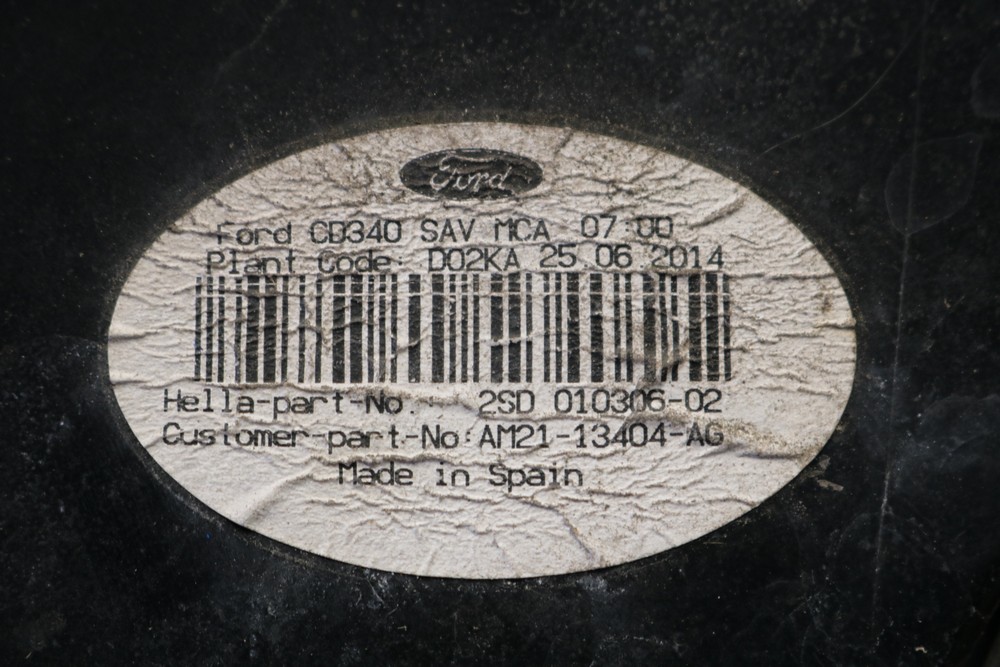 Ford
Ford CD340 SAV MCA 07:00
Plant Code: D02KA 25.06.2014
Hella-part-No.: 2SD 010306-02
Customer-part-No:AM21-13404-AG
Made in Spain